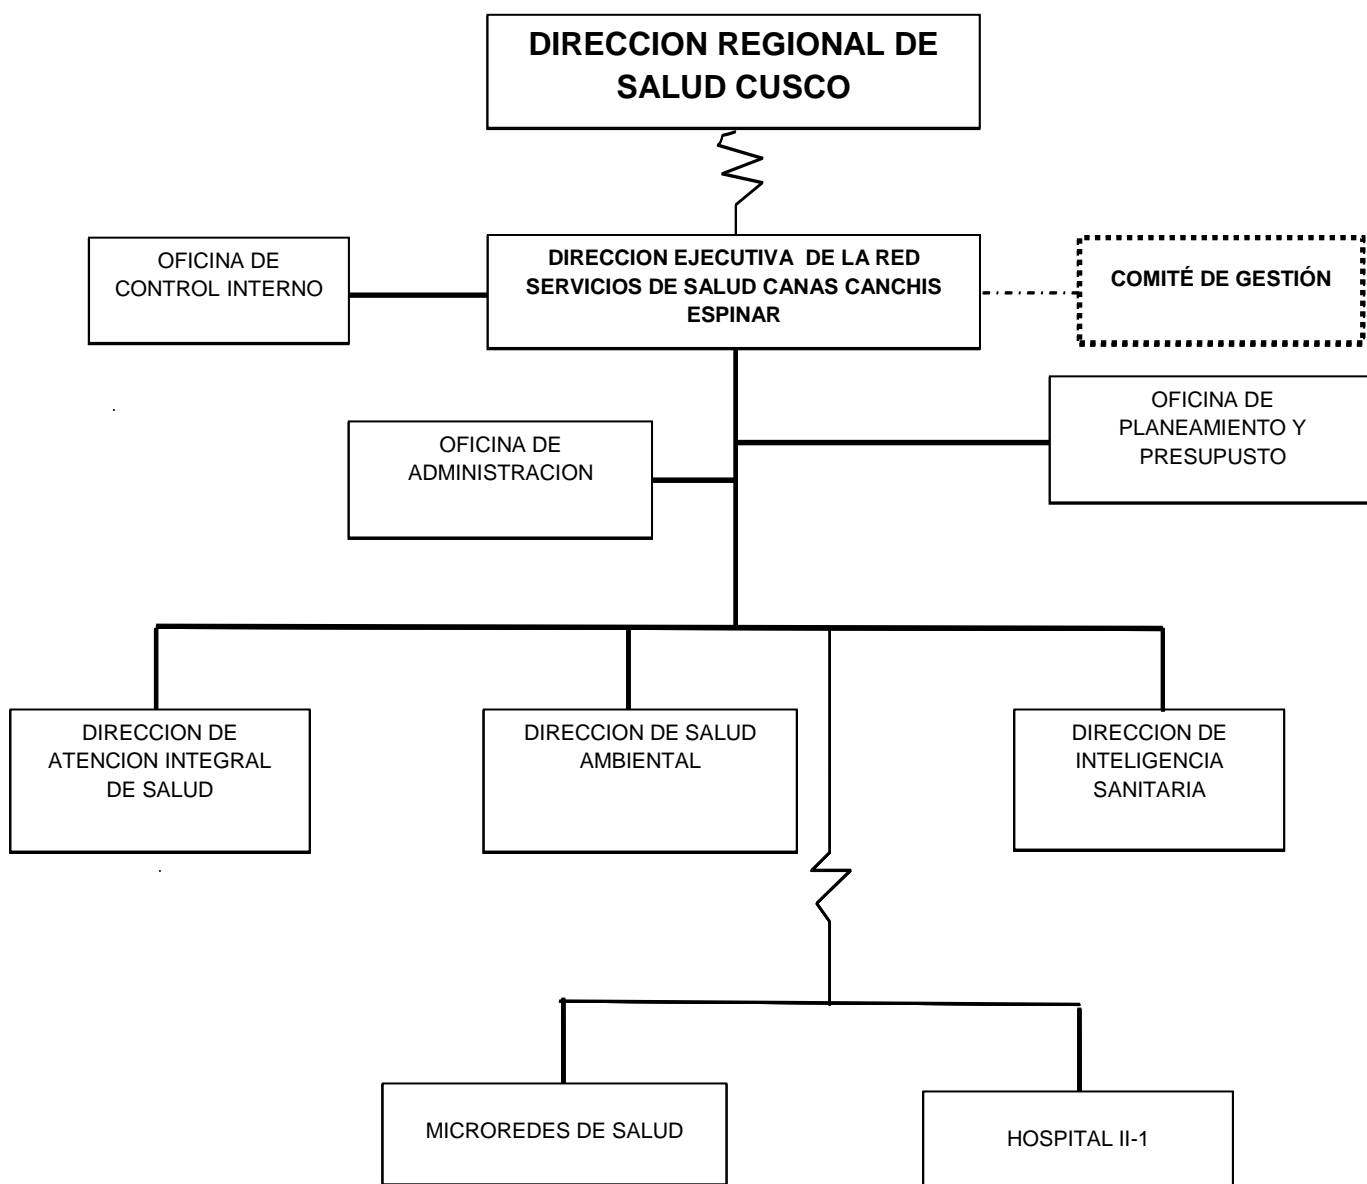 DIRECCION REGIONAL DE
SALUD CUSCO
OFICINA DE
CONTROL INTERNO
DIRECCION EJECUTIVA DE LA RED
SERVICIOS DE SALUD CANAS CANCHIS
ESPINAR
COMITÉ DE GESTIÓN
OFICINA DE
ADMINISTRACION
OFICINA DE
PLANEAMIENTO Y
PRESUPUSTO
DIRECCION DE
ATENCION INTEGRAL
DE SALUD
DIRECCION DE SALUD
AMBIENTAL
DIRECCION DE
INTELIGENCIA
SANITARIA
MICROREDES DE SALUD
HOSPITAL II-1